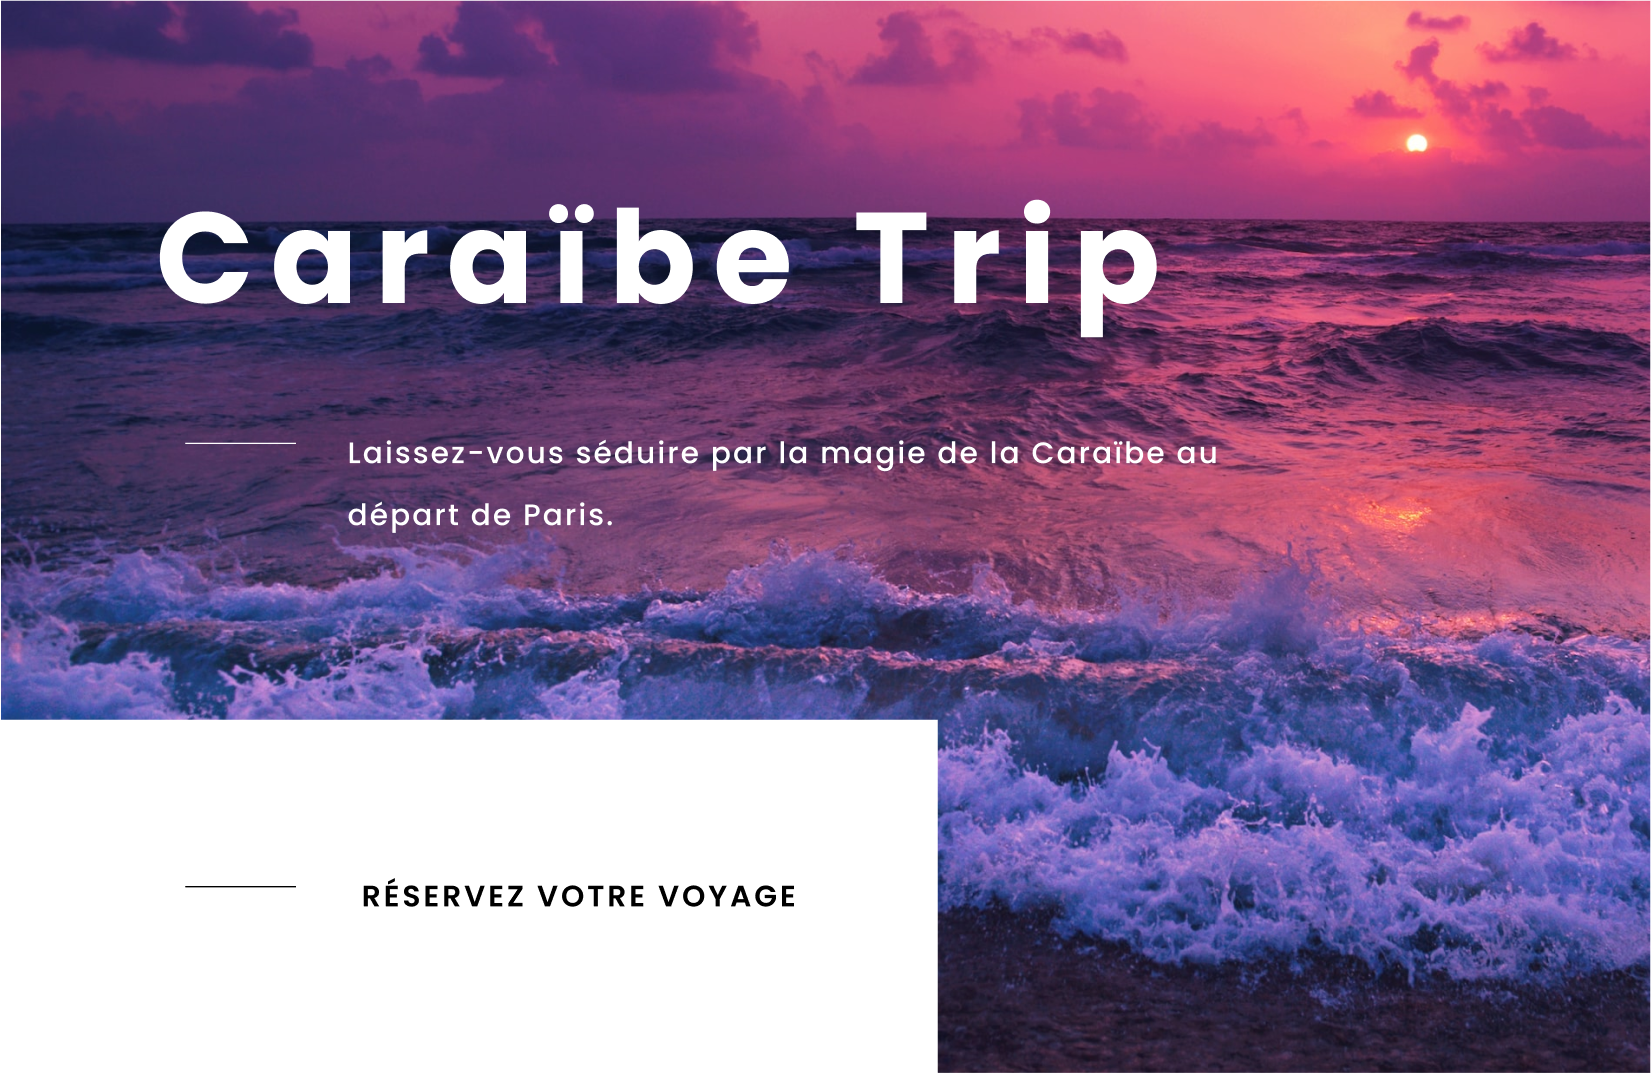 Caraïbe Trip
Laissez-vous séduire par la magie de la Caraïbe au
départ de Paris.
RÉSERVEZ VOTRE VOYAGE